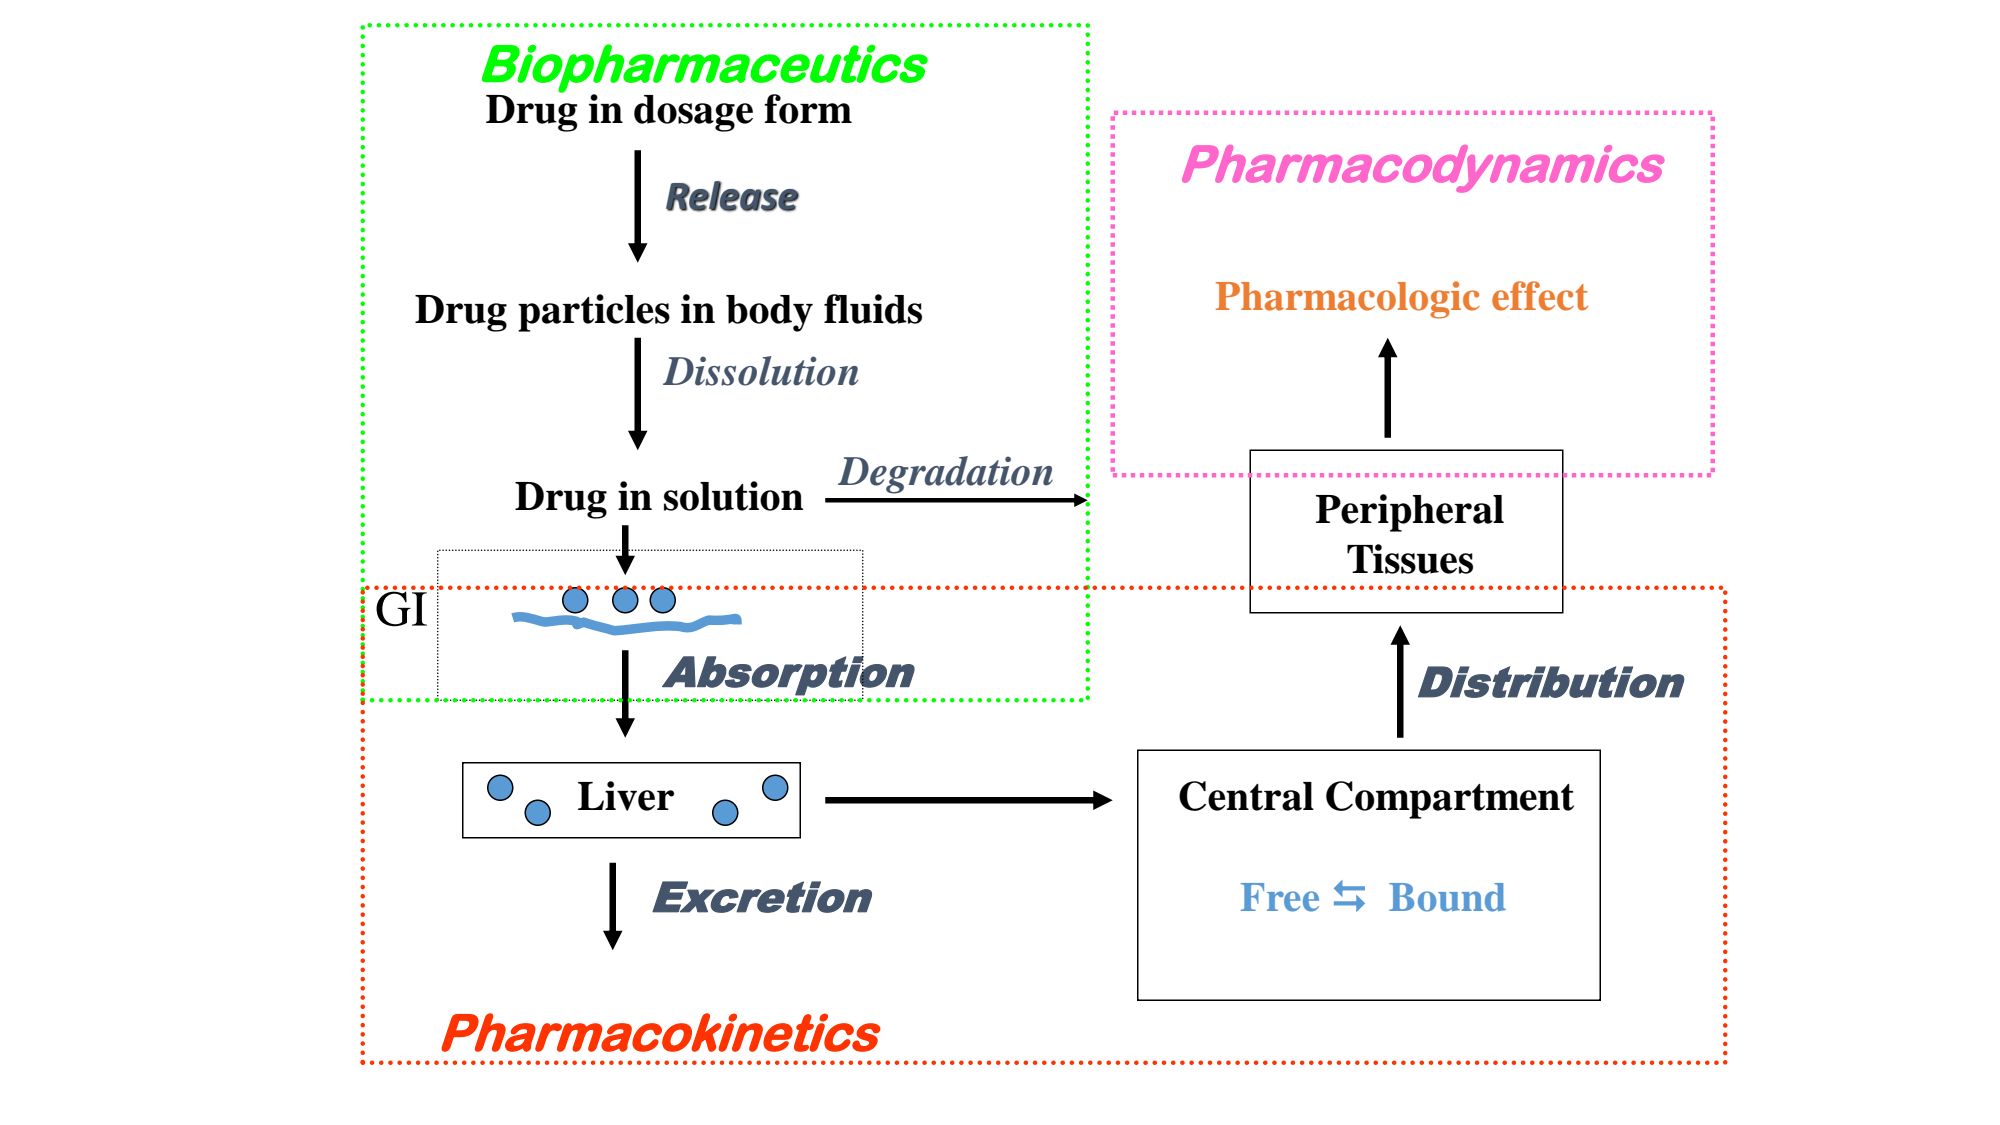 Biopharmaceutics
Drug in dosage form
Release
Drug particles in body fluids
Dissolution
Drug in solution
Degradation
GI
Absorption
Liver
Excretion
Pharmacokinetics
Pharmacodynamics
Pharmacologic effect
Peripheral
Tissues
Distribution
Central Compartment
Free ⇆ Bound